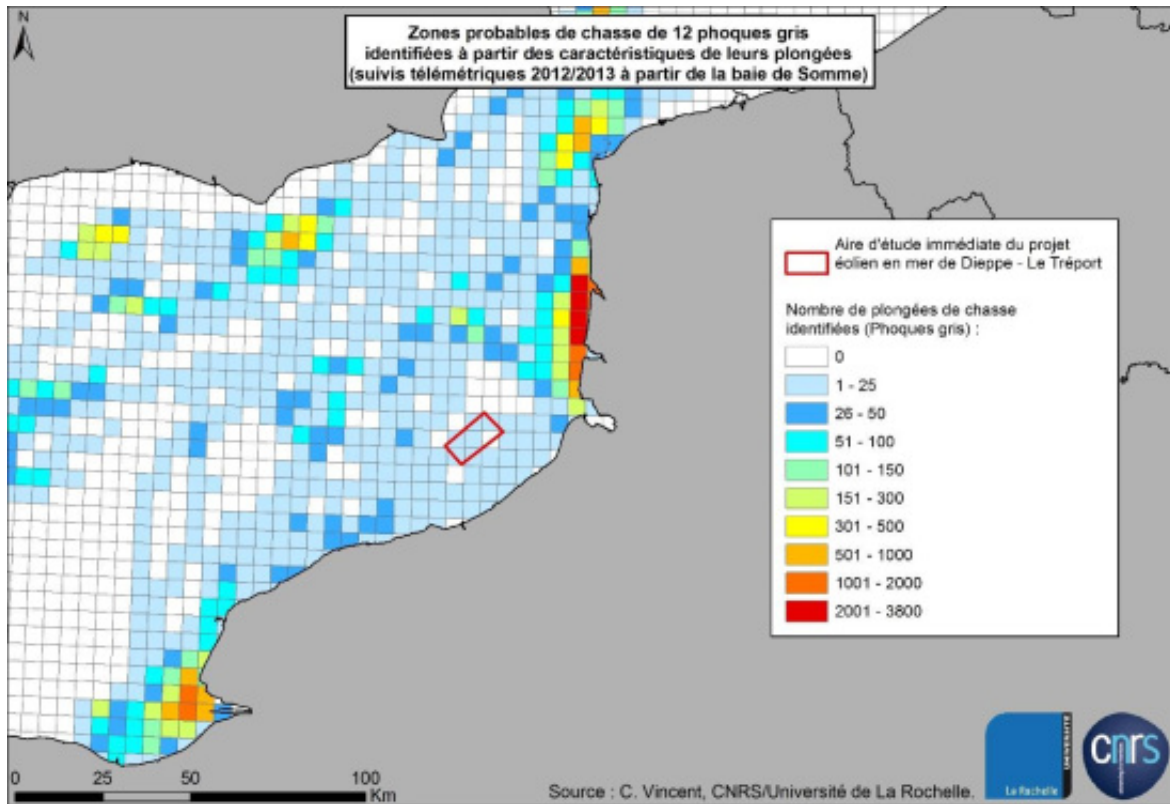 N
Zones probables de chasse de 12 phoques gris
identifiées à partir des caractéristiques de leurs plongées
(suivis télémétriques 2012/2013 à partir de la baie de Somme)
Aire d'étude immédiate du projet
éolien en mer de Dieppe - Le Tréport
Nombre de plongées de chasse
identifiées (Phoques gris) :
0
1 - 25
26 - 50
51 - 100
101 - 150
151 - 300
301 - 500
501 - 1000
1001 - 2000
2001 - 3800
0 25 50 100
Km
Source : C. Vincent, CNRS/Université de La Rochelle.
La Rochelle
UNIVERSITÉ
cnrs